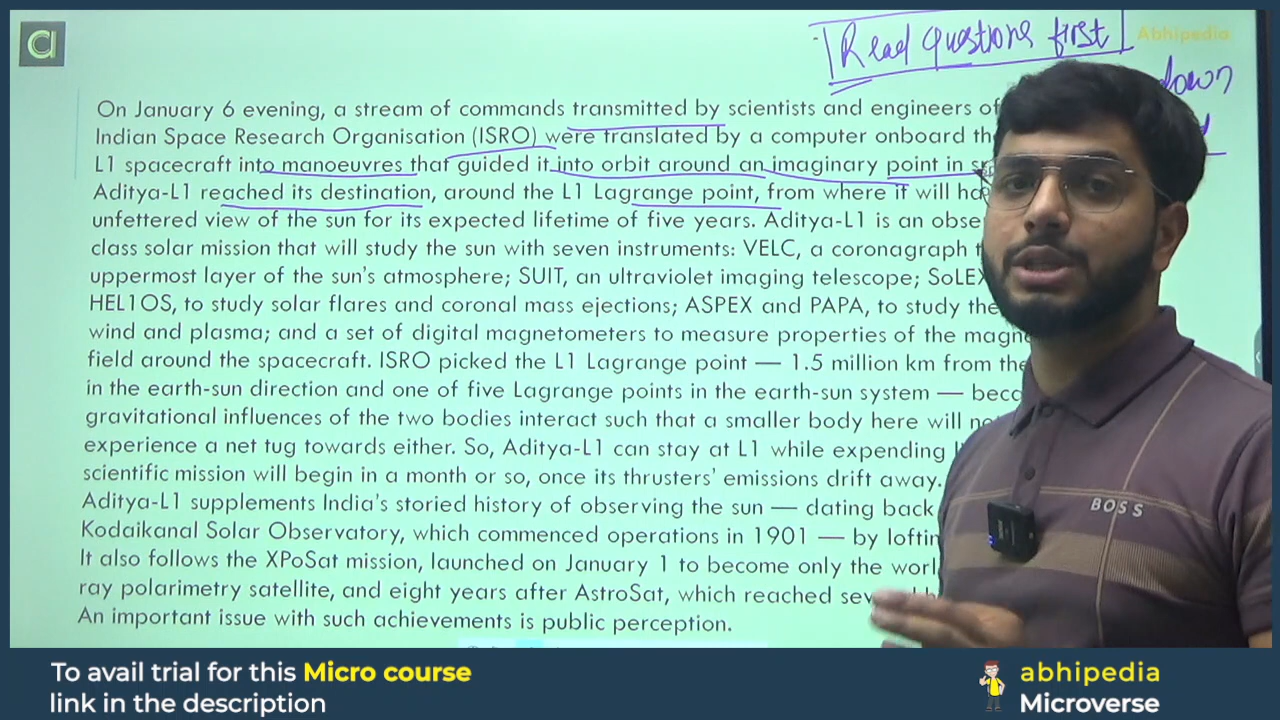 Read Questions first
Abhipedia
down
On January 6 evening, a stream of commands transmitted by scientists and engineers of
Indian Space Research Organisation (ISRO) were translated by a computer onboard
L1 spacecraft into manoeuvres that guided it into orbit around an imaginary point in
Aditya-L1 reached its destination, around the L1 Lagrange point, from where it will
unfettered view of the sun for its expected lifetime of five years. Aditya-L1 is an
class solar mission that will study the sun with seven instruments: VELC, a coronagraph
uppermost layer of the sun's atmosphere; SUIT, an ultraviolet imaging telescope;
HEL1OS, to study solar flares and coronal mass ejections; ASPEX and PAPA, to study the
wind and plasma; and a set of digital magnetometers to measure properties of the
field around the spacecraft. ISRO picked the L1 Lagrange point — 1.5 million km from the
in the earth-sun direction and one of five Lagrange points in the earth-sun system —
gravitational influences of the two bodies interact such that a smaller body here will
experience a net tug towards either. So, Aditya-L1 can stay at L1 while expending
scientific mission will begin in a month or so, once its thrusters' emissions drift away.
Aditya-L1 supplements India's storied history of observing the sun — dating back
Kodaikanal Solar Observatory, which commenced operations in 1901 — by
It also follows the XPoSat mission, launched on January 1 to become only the
ray polarimetry satellite, and eight years after AstroSat, which reached
An important issue with such achievements is public perception.
BOSS
To avail trial for this Micro course
link in the description
abhipedia
Microverse